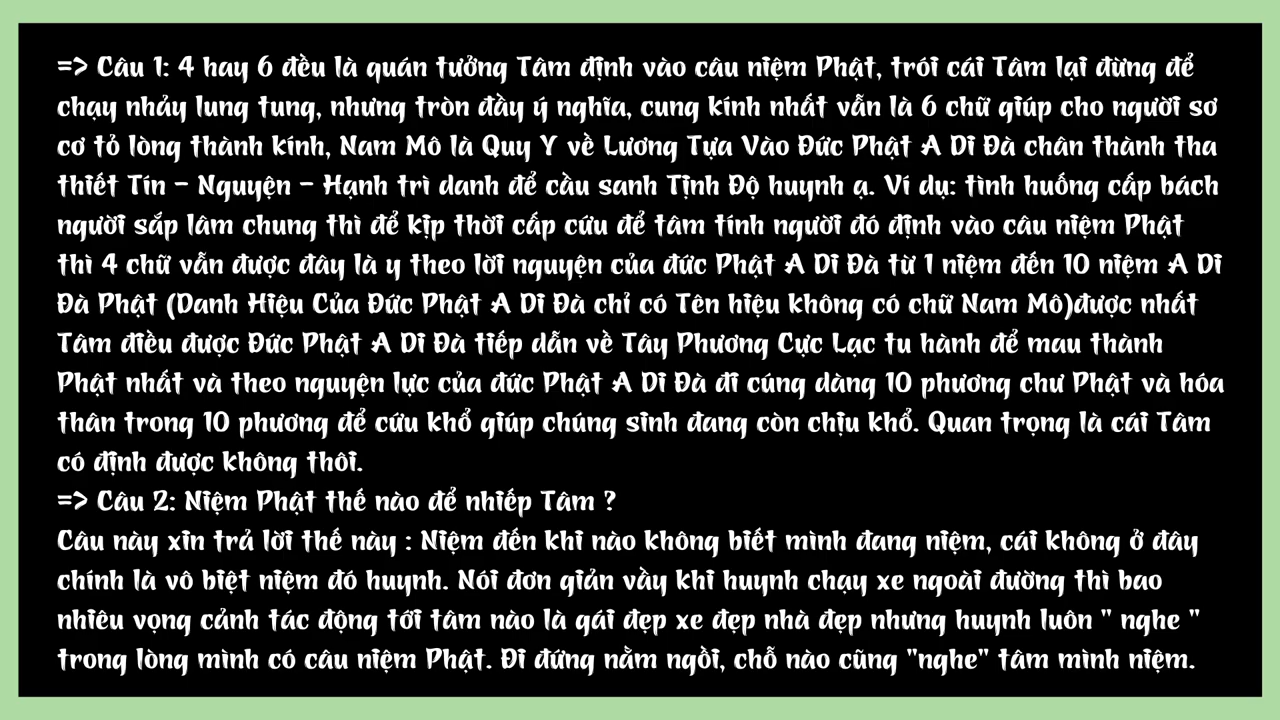 => Câu 1: 4 hay 6 đều là quán tưởng Tâm định vào câu niệm Phật, trói cái Tâm lại đừng để
chạy nhảy lung tung, nhưng tròn đầy ý nghĩa, cung kính nhất vẫn là 6 chữ giúp cho người sơ
cơ tỏ lòng thành kính, Nam Mô là Quy Y về Lương Tựa Vào Đức Phật A Di Đà chân thành tha
thiết Tín - Nguyện - Hạnh trì danh để cầu sanh Tịnh Độ huynh ạ. Ví dụ: tình huống cấp bách
người sắp lâm chung thì để kịp thời cấp cứu để tâm tính người đó định vào câu niệm Phật
thì 4 chữ vẫn được đây là y theo lời nguyện của đức Phật A Di Đà từ 1 niệm đến 10 niệm A Di
Đà Phật (Danh Hiệu Của Đức Phật A Di Đà chỉ có Tên hiệu không có chữ Nam Mô)được nhất
Tâm điều được Đức Phật A Di Đà tiếp dẫn về Tây Phương Cực Lạc tu hành để mau thành
Phật nhất và theo nguyện lực của đức Phật A Di Đà đi cúng dàng 10 phương chư Phật và hóa
thân trong 10 phương để cứu khổ giúp chúng sinh đang còn chịu khổ. Quan trọng là cái Tâm
có định được không thôi.
=> Câu 2: Niệm Phật thế nào để nhiếp Tâm ?
Câu này xin trả lời thế này : Niệm đến khi nào không biết mình đang niệm, cái không ở đây
chính là vô biệt niệm đó huynh. Nói đơn giản vầy khi huynh chạy xe ngoài đường thì bao
nhiêu vọng cảnh tác động tới tâm nào là gái đẹp xe đẹp nhà đẹp nhưng huynh luôn " nghe "
trong lòng mình có câu niệm Phật. Đi đứng nằm ngồi, chỗ nào cũng "nghe" tâm mình niệm.